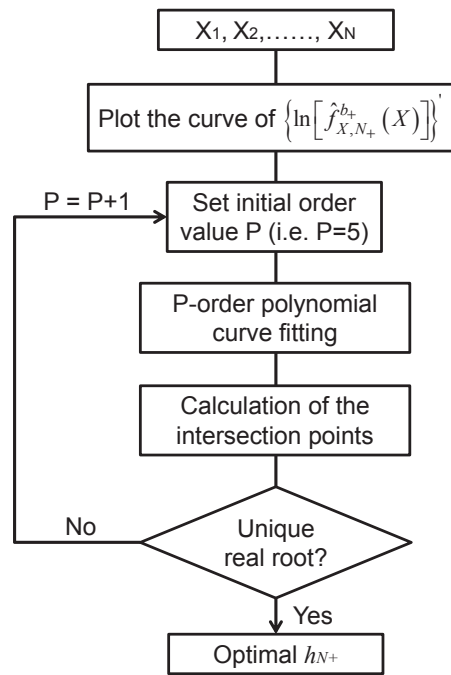 X1, X2,......, XN
Plot the curve of {ln[f̂^{b+}_{X,N+}(X)]}'
P = P+1
Set initial order
value P (i.e. P=5)
P-order polynomial
curve fitting
Calculation of the
intersection points
No
Unique
real root?
Yes
Optimal hN+